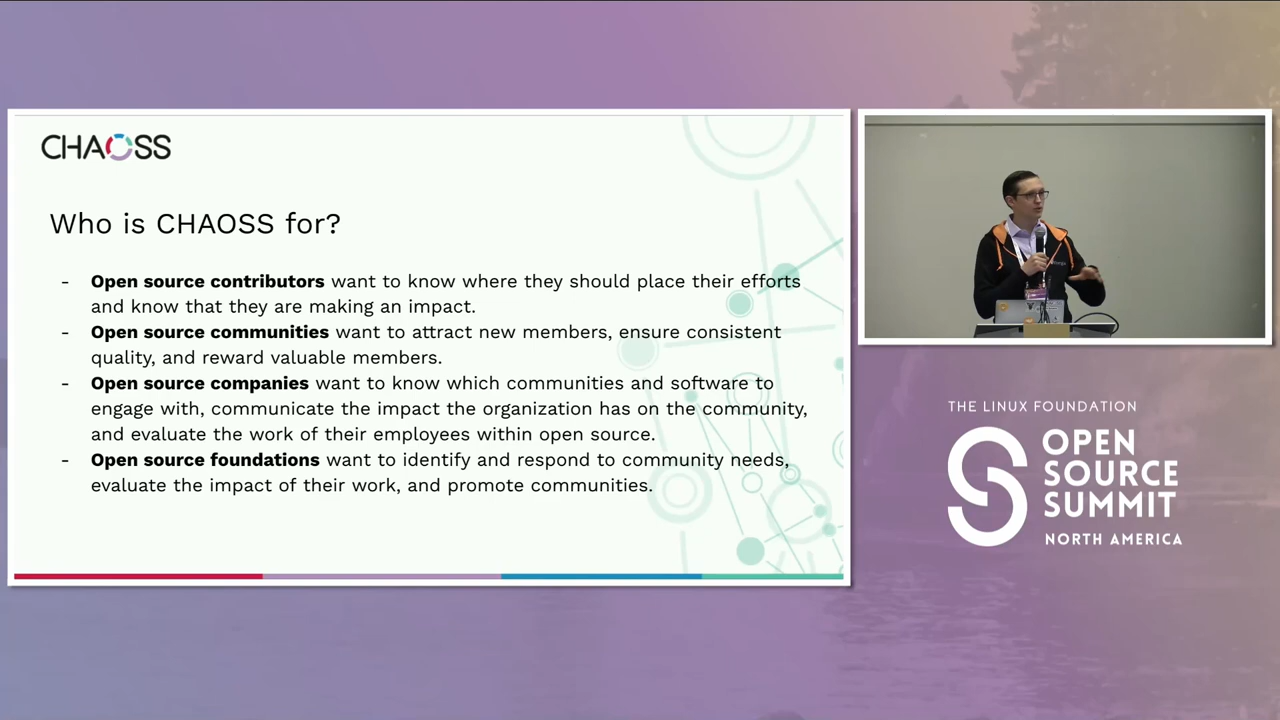 CHAOSS
Who is CHAOSS for?
- Open source contributors want to know where they should place their efforts
and know that they are making an impact.
- Open source communities want to attract new members, ensure consistent
quality, and reward valuable members.
- Open source companies want to know which communities and software to
engage with, communicate the impact the organization has on the community,
and evaluate the work of their employees within open source.
- Open source foundations want to identify and respond to community needs,
evaluate the impact of their work, and promote communities.
THE LINUX FOUNDATION
OPEN
SOURCE
SUMMIT
NORTH AMERICA